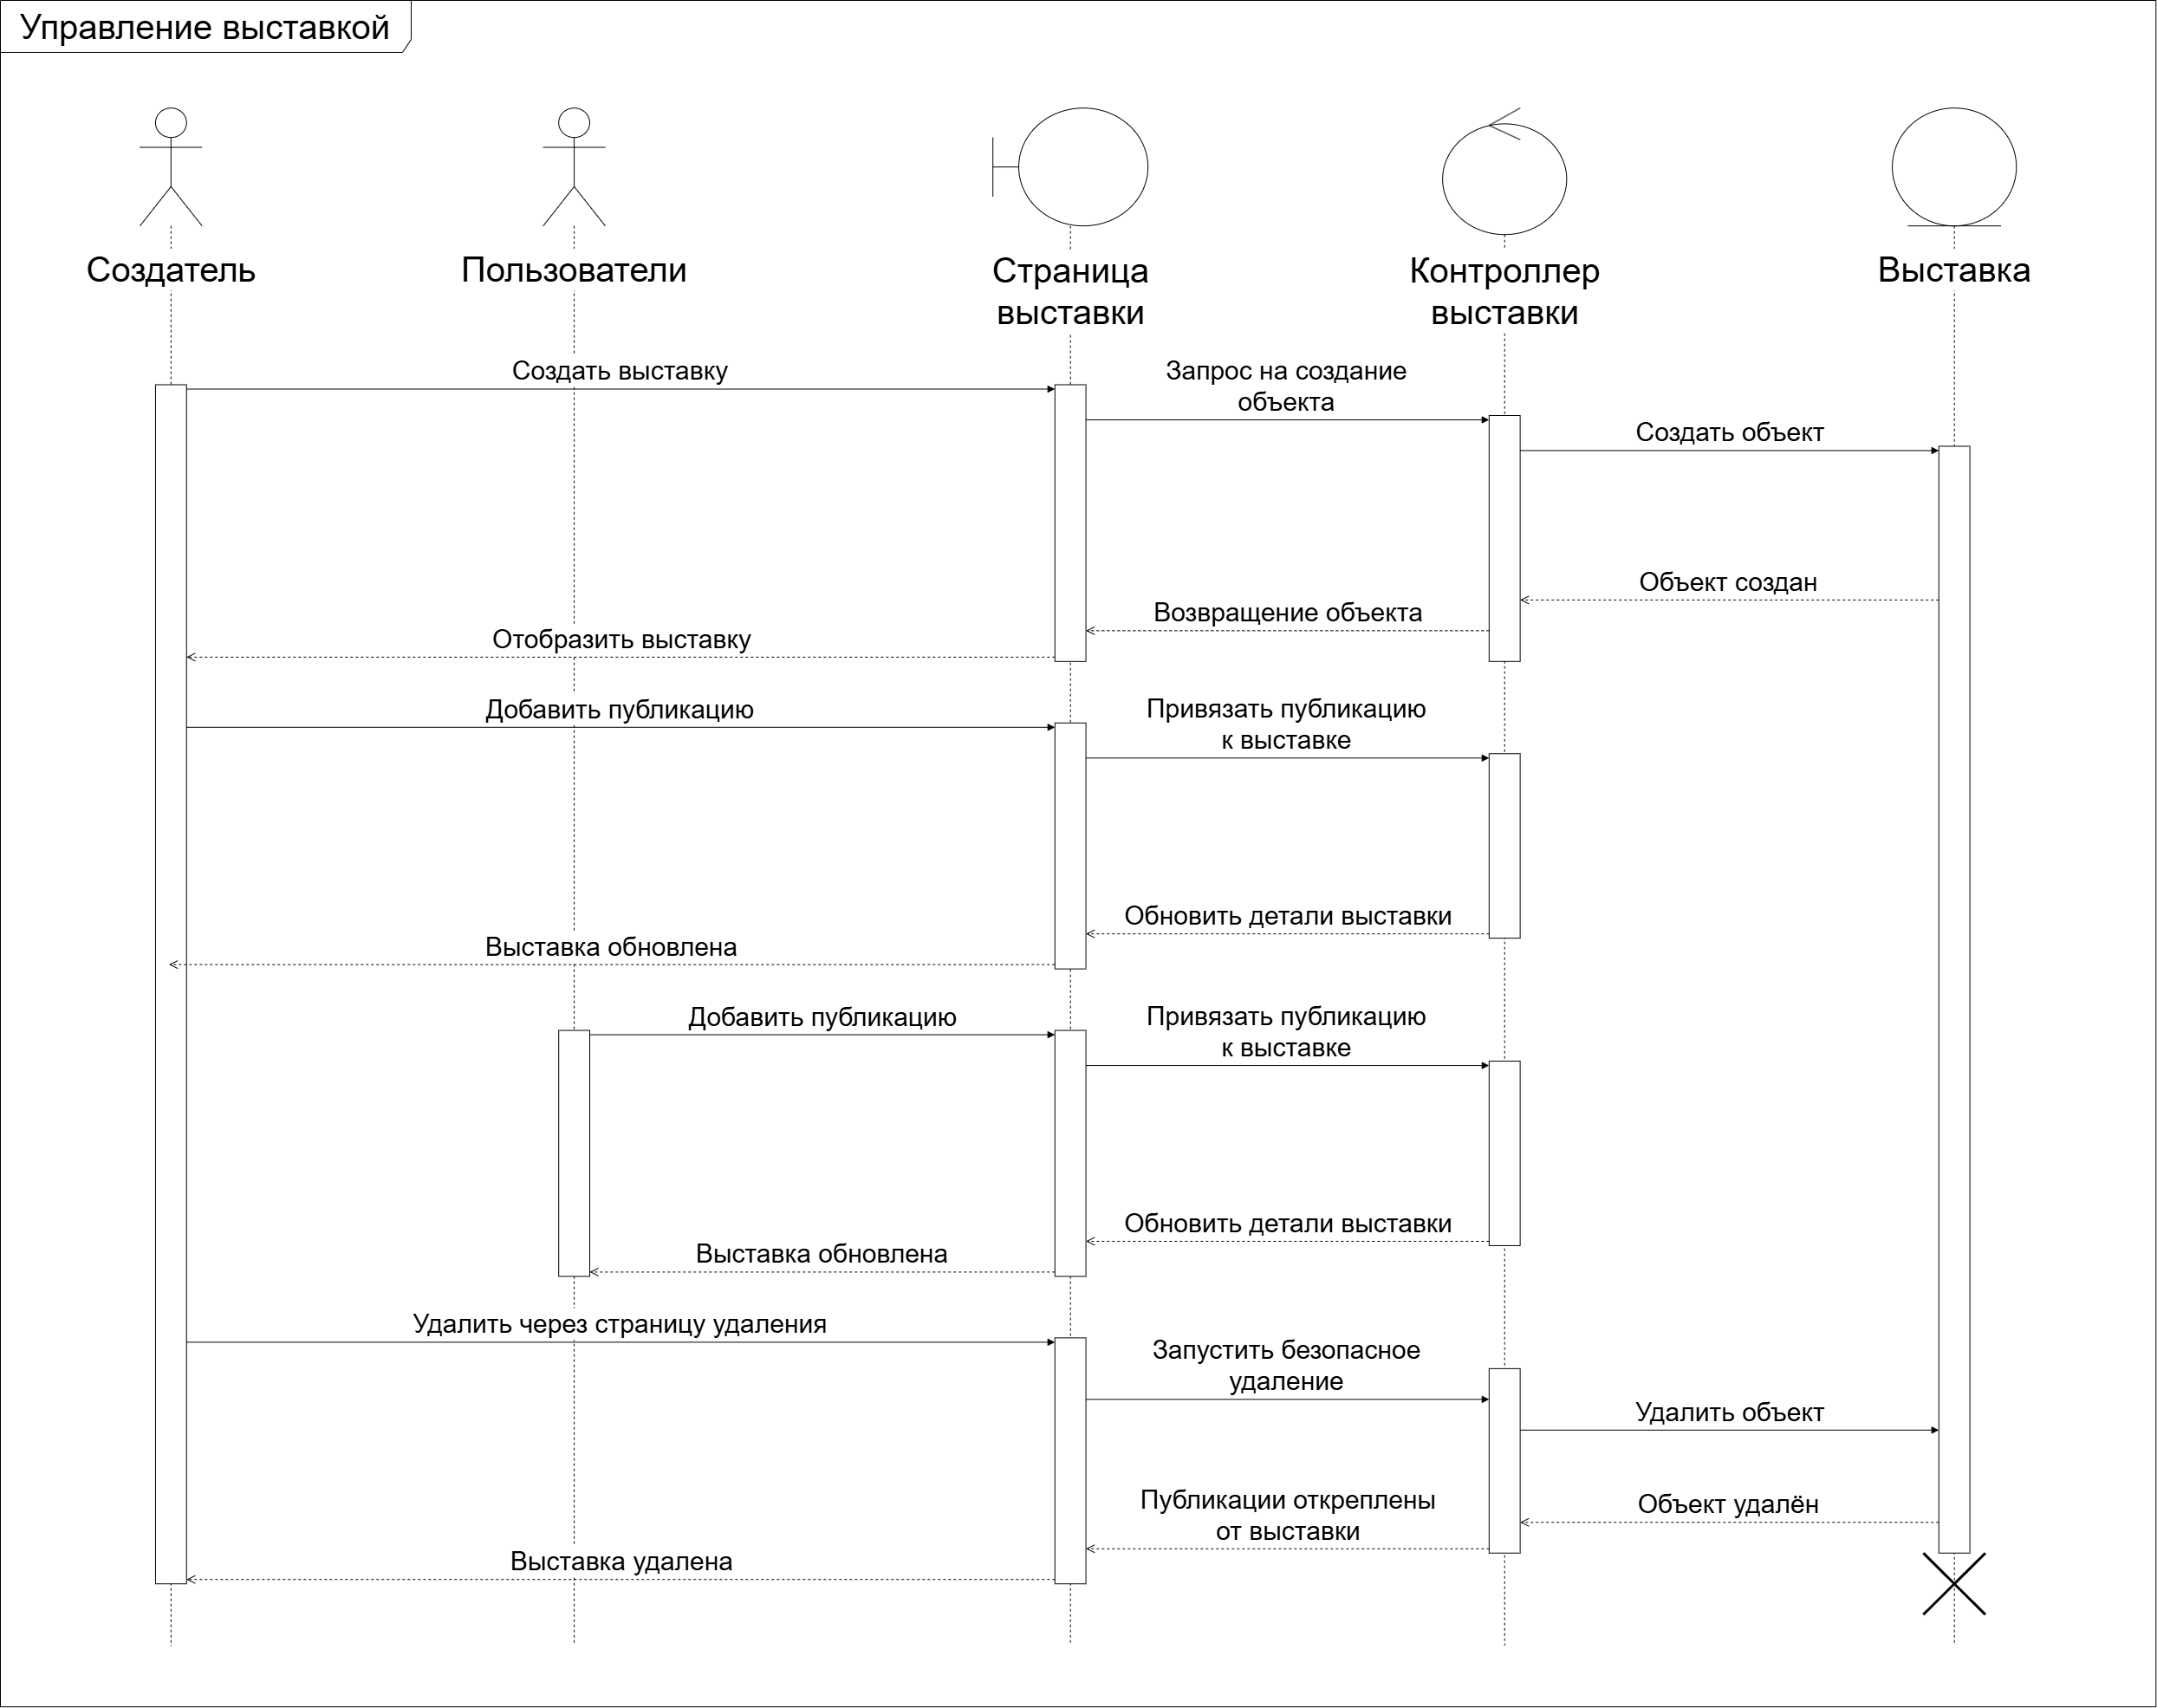 Управление выставкой
Создатель
Пользователи
Страница
выставки
Контроллер
выставки
Выставка
Создать выставку
Запрос на создание
объекта
Создать объект
Объект создан
Возвращение объекта
Отобразить выставку
Добавить публикацию
Привязать публикацию
к выставке
Обновить детали выставки
Выставка обновлена
Добавить публикацию
Привязать публикацию
к выставке
Обновить детали выставки
Выставка обновлена
Удалить через страницу удаления
Запустить безопасное
удаление
Удалить объект
Публикации откреплены
от выставки
Объект удалён
Выставка удалена